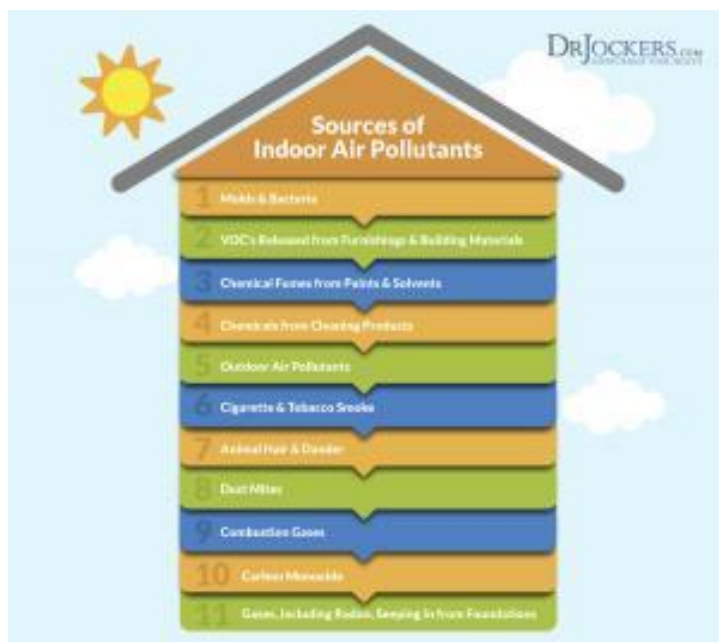 DRJOCKERS.COM
Sources of
Indoor Air Pollutants
1 Molds & Bacteria
2 VOC's Released from Furnishings & Building Materials
3 Chemical Fumes from Paints & Solvents
4 Chemicals from Cleaning Products
5 Outdoor Air Pollutants
6 Cigarette & Tobacco Smoke
7 Animal Hair & Dander
8 Dust Mites
9 Combustion Gases
10 Carbon Monoxide
11 Gases, Including Radon, Seeping In from Foundations